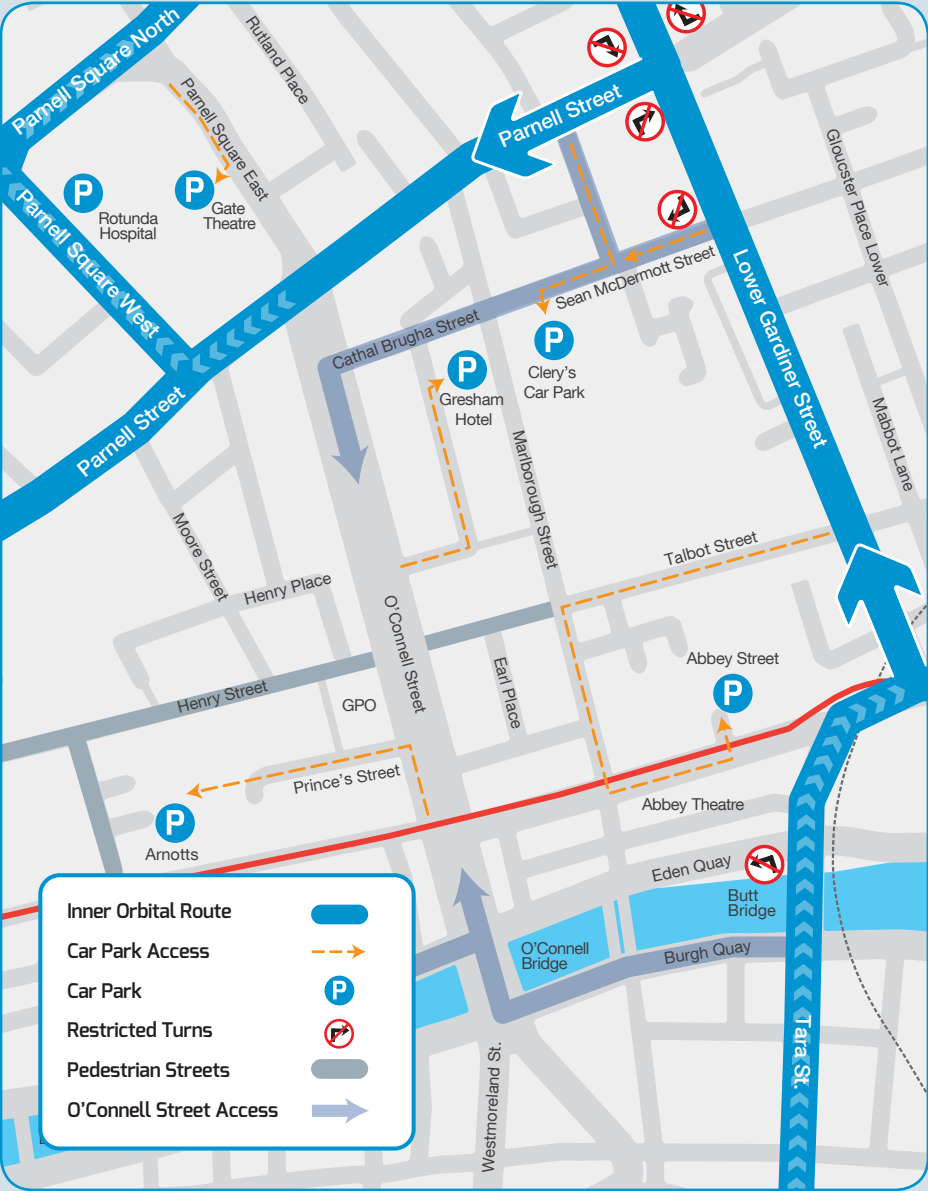 Parnell Square North
Rutland Place
Parnell Square East
Parnell Street
Gloucster Place Lower
P
Rotunda
Hospital
P
Gate
Theatre
Parnell Square West
Sean McDermott Street
Lower Gardiner Street
Cathal Brugha Street
P
Clery's
Car Park
P
Gresham
Hotel
Parnell Street
Marlborough Street
Mabbot Lane
Moore Street
Talbot Street
Henry Place
O'Connell Street
Earl Place
Abbey Street
P
Henry Street
GPO
Prince's Street
Abbey Theatre
P
Arnotts
Eden Quay
Butt
Bridge
O'Connell
Bridge
Burgh Quay
Tara St.
Westmoreland St.
Inner Orbital Route
Car Park Access
Car Park
P
Restricted Turns
Pedestrian Streets
O'Connell Street Access